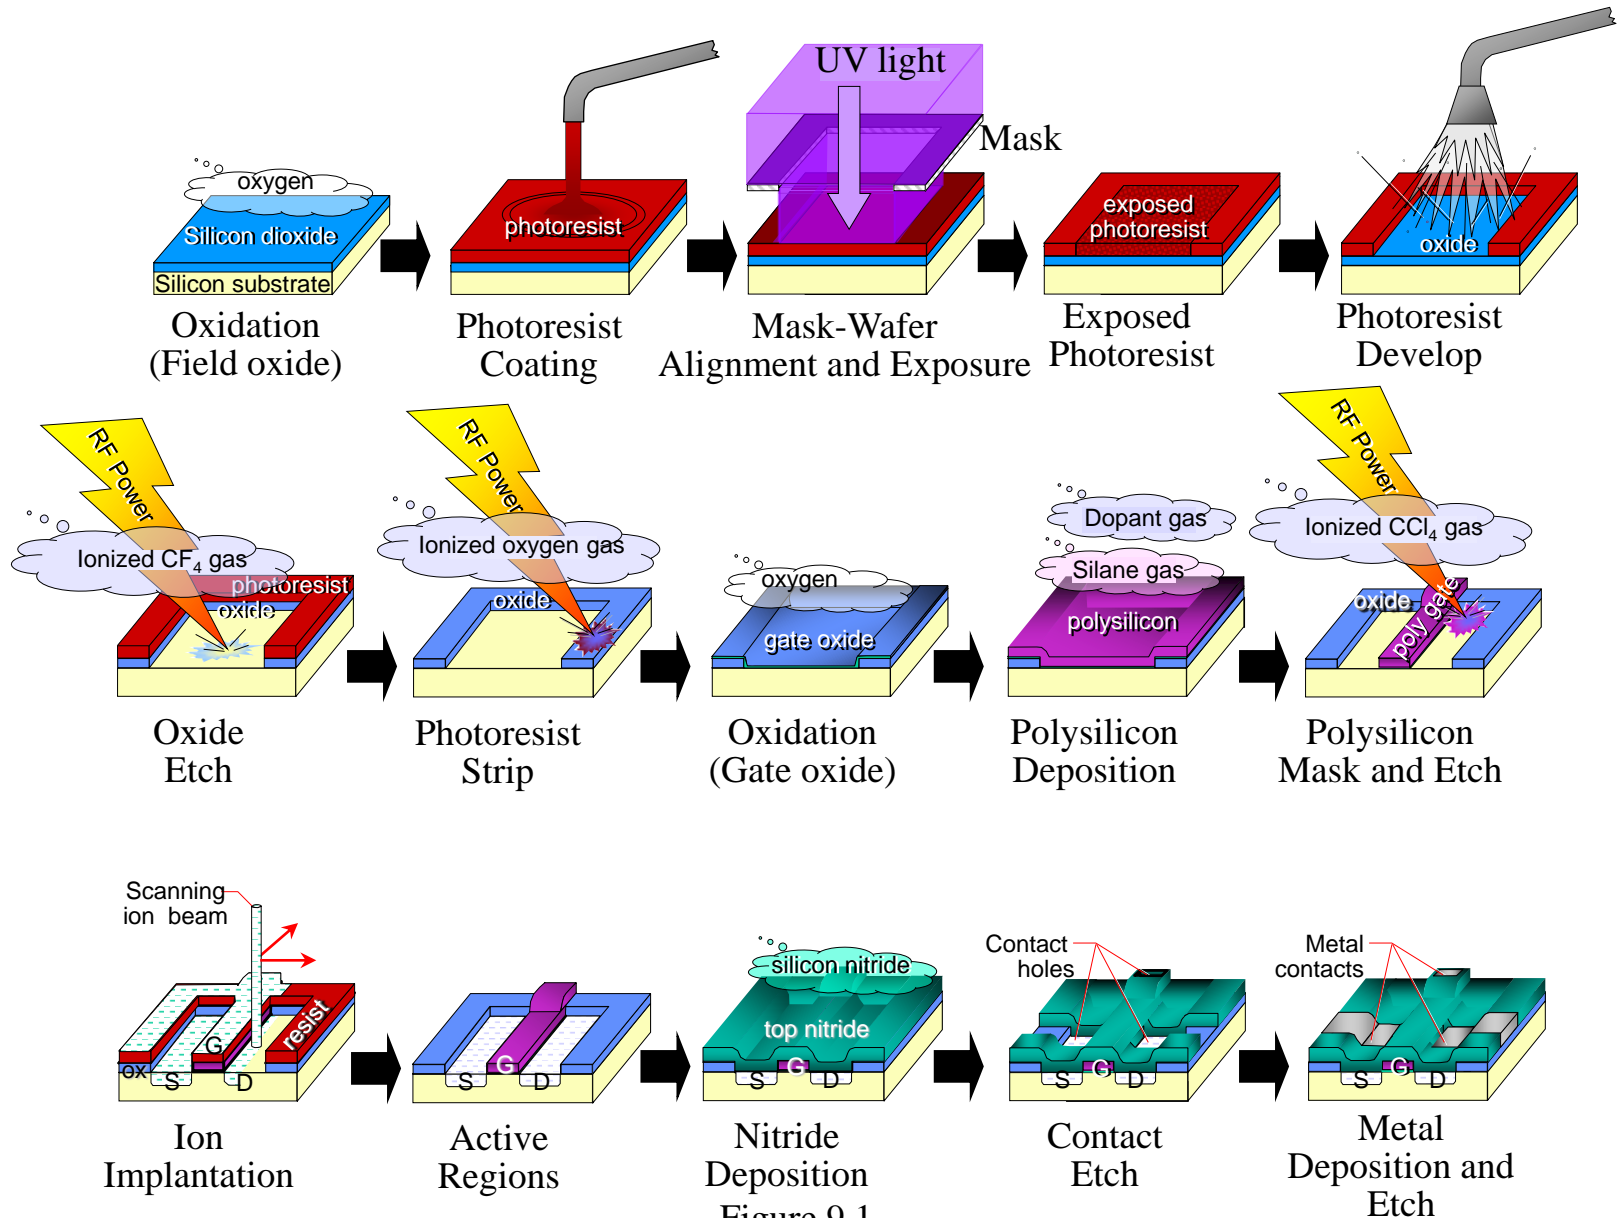 UV light
Mask
oxygen
Silicon dioxide
Silicon substrate
photoresist
exposed
photoresist
oxide
Oxidation
(Field oxide)
Photoresist
Coating
Mask-Wafer
Alignment and Exposure
Exposed
Photoresist
Photoresist
Develop
RF Power
Ionized CF4 gas
photoresist
oxide
RF Power
Ionized oxygen gas
oxide
oxygen
gate oxide
Dopant gas
Silane gas
polysilicon
RF Power
Ionized CCl4 gas
oxide
poly gate
Oxide
Etch
Photoresist
Strip
Oxidation
(Gate oxide)
Polysilicon
Deposition
Polysilicon
Mask and Etch
Scanning
ion beam
resist
G
ox
S
D
G
S
D
silicon nitride
top nitride
G
S
D
Contact
holes
G
S
D
Metal
contacts
G
S
D
Ion
Implantation
Active
Regions
Nitride
Deposition
Contact
Etch
Metal
Deposition and
Etch
Figure 9.1